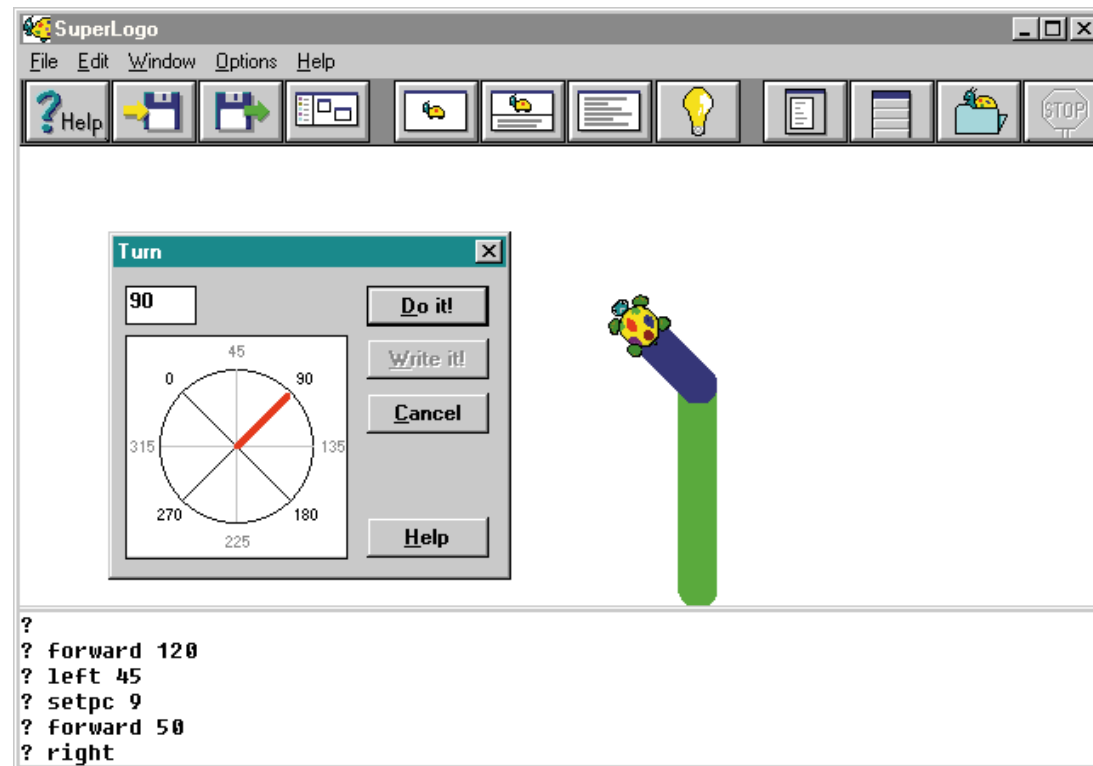 SuperLogo
File Edit Window Options Help
?Help
STOP
Turn
90
Do it!
Write it!
Cancel
Help
45
0 90
315 135
270 180
225
?
? forward 120
? left 45
? setpc 9
? forward 50
? right